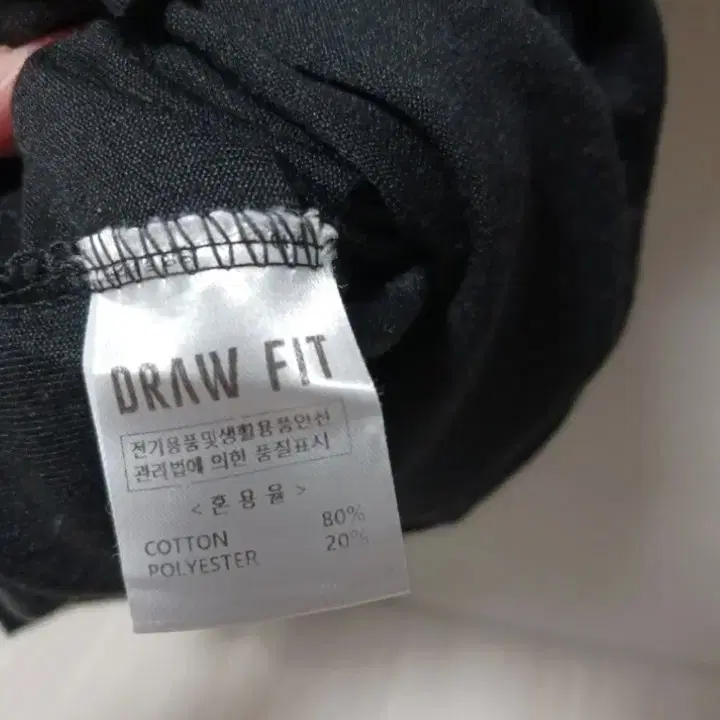 DRAW FIT
전기용품및생활용품안전
관리법에 의한 품질표시
<혼용율>
COTTON 80%
POLYESTER 20%